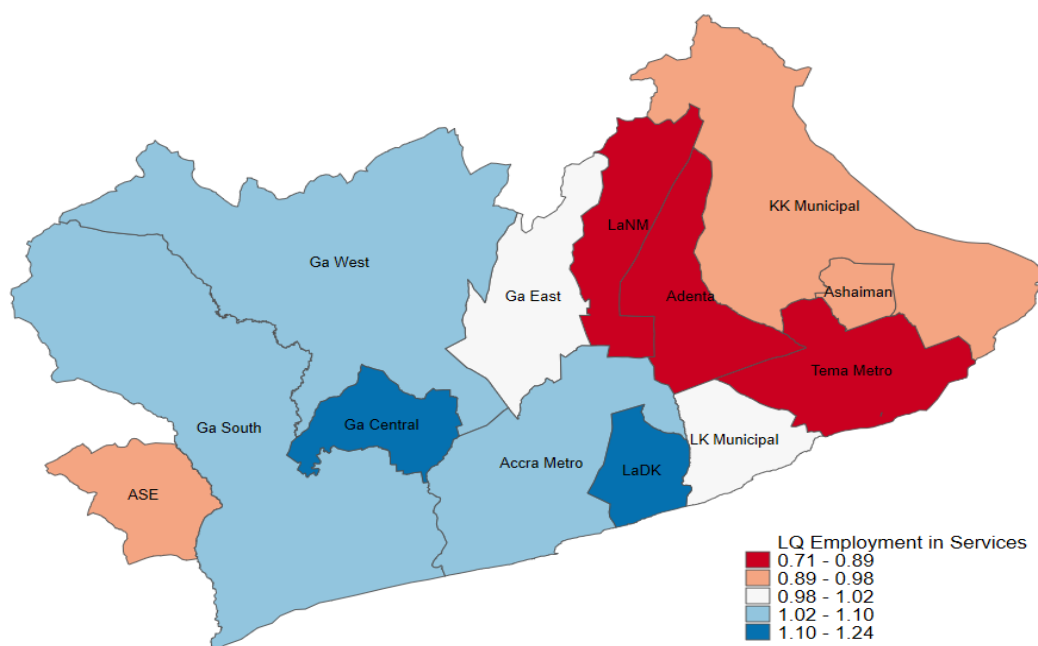 KK Municipal
LaNM
Ga West
Ashaiman
Ga East
Adenta
Tema Metro
Ga South
Ga Central
LK Municipal
Accra Metro
LaDK
ASE
LQ Employment in Services
0.71 - 0.89
0.89 - 0.98
0.98 - 1.02
1.02 - 1.10
1.10 - 1.24